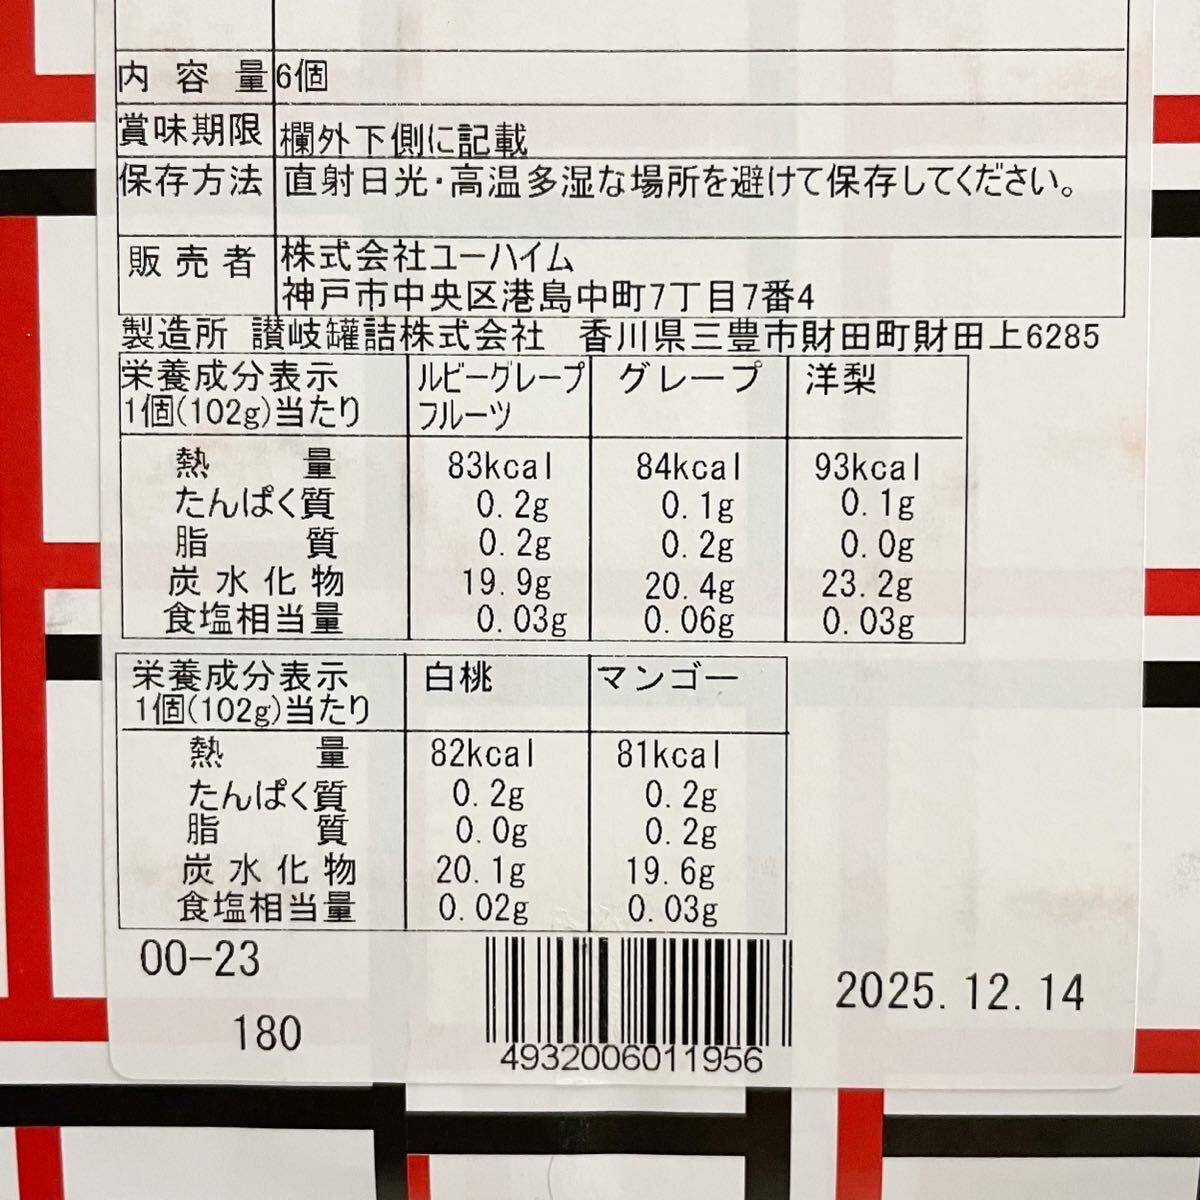 内容量 6個
賞味期限 欄外下側に記載
保存方法 直射日光・高温多湿な場所を避けて保存してください。
販売者 株式会社ユーハイム
神戸市中央区港島中町7丁目7番4
製造所 讃岐罐詰株式会社 香川県三豊市財田町財田上6285
栄養成分表示 ルビーグレープ グレープ 洋梨
1個(102g)当たり フルーツ
熱量 83kcal 84kcal 93kcal
たんぱく質 0.2g 0.1g 0.1g
脂質 0.2g 0.2g 0.0g
炭水化物 19.9g 20.4g 23.2g
食塩相当量 0.03g 0.06g 0.03g
栄養成分表示 白桃 マンゴー
1個(102g)当たり
熱量 82kcal 81kcal
たんぱく質 0.2g 0.2g
脂質 0.0g 0.2g
炭水化物 20.1g 19.6g
食塩相当量 0.02g 0.03g
00-23
2025.12.14
180
4932006011956